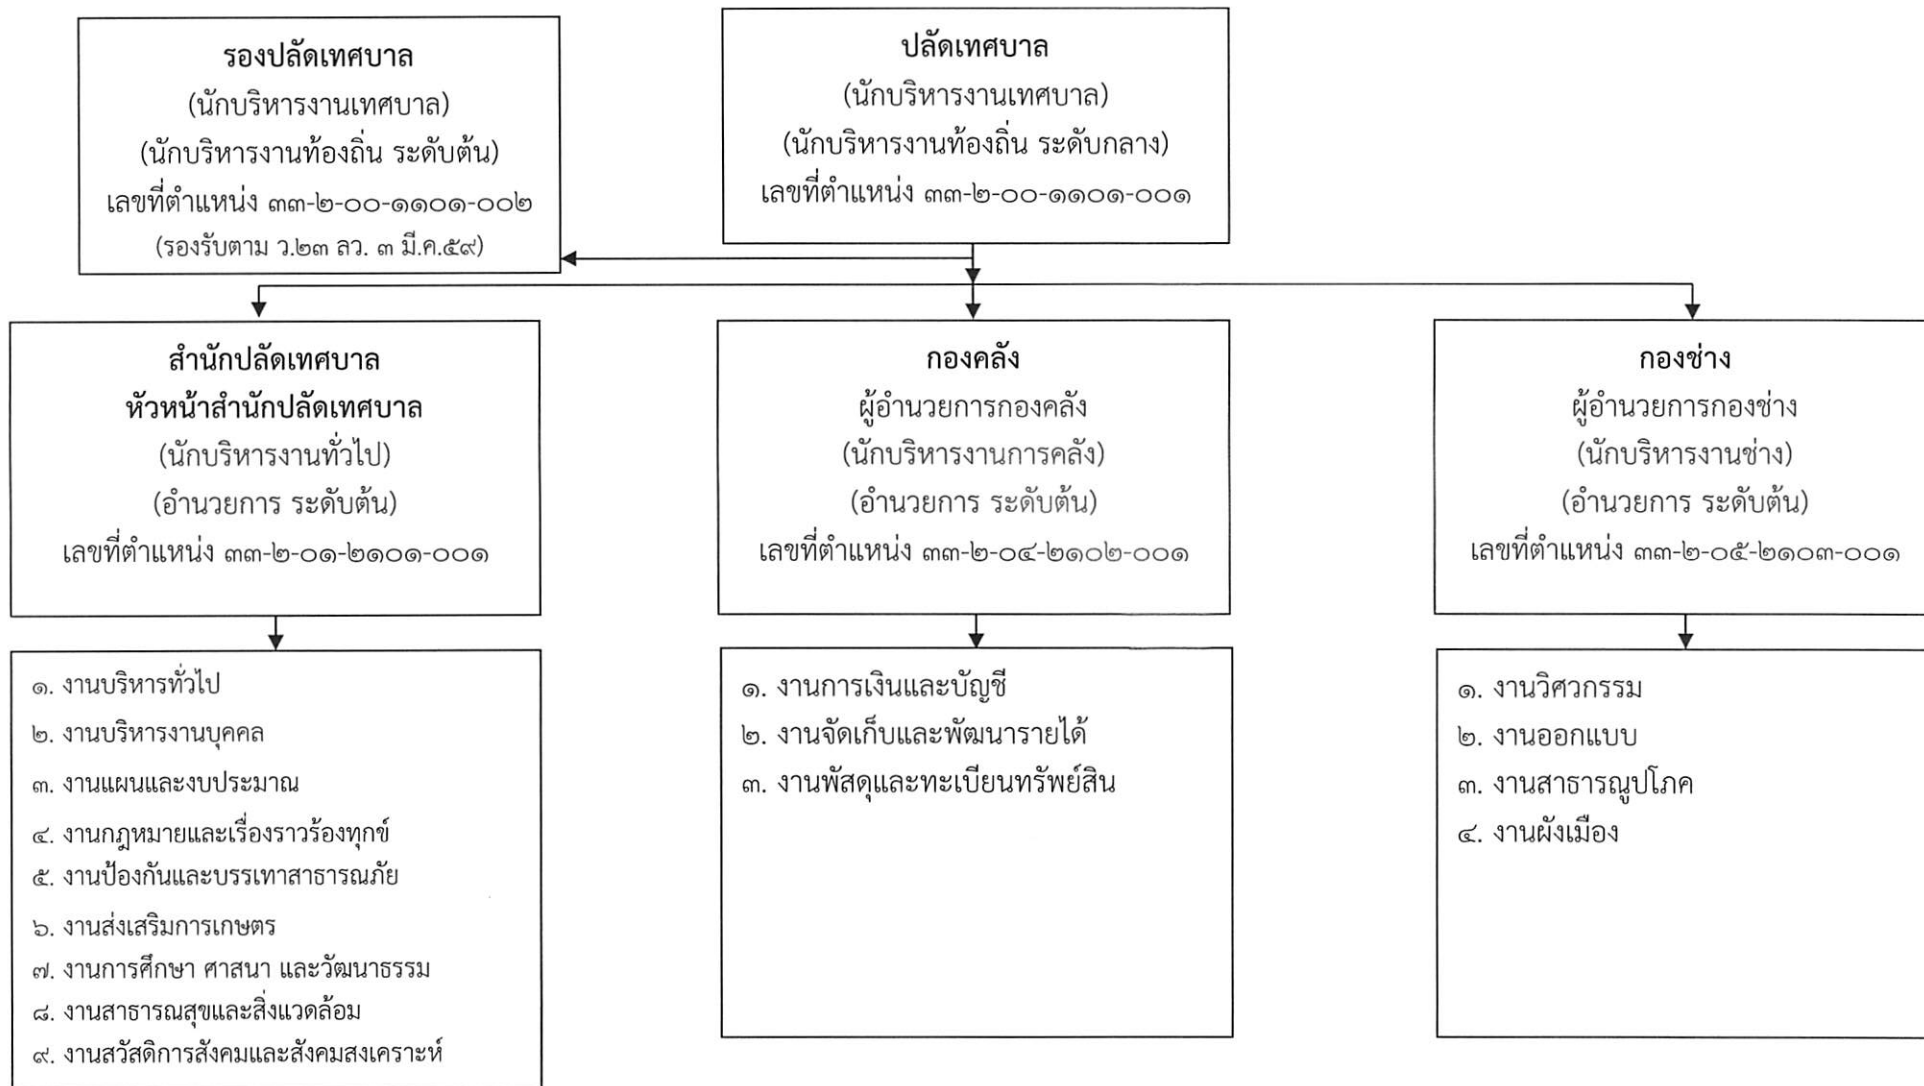 รองปลัดเทศบาล
(นักบริหารงานเทศบาล)
(นักบริหารงานท้องถิ่น ระดับต้น)
เลขที่ตำแหน่ง ๓๓-๒-๐๐-๑๑๐๑-๐๐๒
(รองรับตาม ว.๒๓ ลว. ๓ มี.ค.๕๙)
ปลัดเทศบาล
(นักบริหารงานเทศบาล)
(นักบริหารงานท้องถิ่น ระดับกลาง)
เลขที่ตำแหน่ง ๓๓-๒-๐๐-๑๑๐๑-๐๐๑
สำนักปลัดเทศบาล
หัวหน้าสำนักปลัดเทศบาล
(นักบริหารงานทั่วไป)
(อำนวยการ ระดับต้น)
เลขที่ตำแหน่ง ๓๓-๒-๐๑-๒๑๐๑-๐๐๑
กองคลัง
ผู้อำนวยการกองคลัง
(นักบริหารงานการคลัง)
(อำนวยการ ระดับต้น)
เลขที่ตำแหน่ง ๓๓-๒-๐๔-๒๑๐๒-๐๐๑
กองช่าง
ผู้อำนวยการกองช่าง
(นักบริหารงานช่าง)
(อำนวยการ ระดับต้น)
เลขที่ตำแหน่ง ๓๓-๒-๐๕-๒๑๐๓-๐๐๑
๑. งานบริหารทั่วไป
๒. งานบริหารงานบุคคล
๓. งานแผนและงบประมาณ
๔. งานกฎหมายและเรื่องราวร้องทุกข์
๕. งานป้องกันและบรรเทาสาธารณภัย
๖. งานส่งเสริมการเกษตร
๗. งานการศึกษา ศาสนา และวัฒนาธรรม
๘. งานสาธารณสุขและสิ่งแวดล้อม
๙. งานสวัสดิการสังคมและสังคมสงเคราะห์
๑. งานการเงินและบัญชี
๒. งานจัดเก็บและพัฒนารายได้
๓. งานพัสดุและทะเบียนทรัพย์สิน
๑. งานวิศวกรรม
๒. งานออกแบบ
๓. งานสาธารณูปโภค
๔. งานผังเมือง